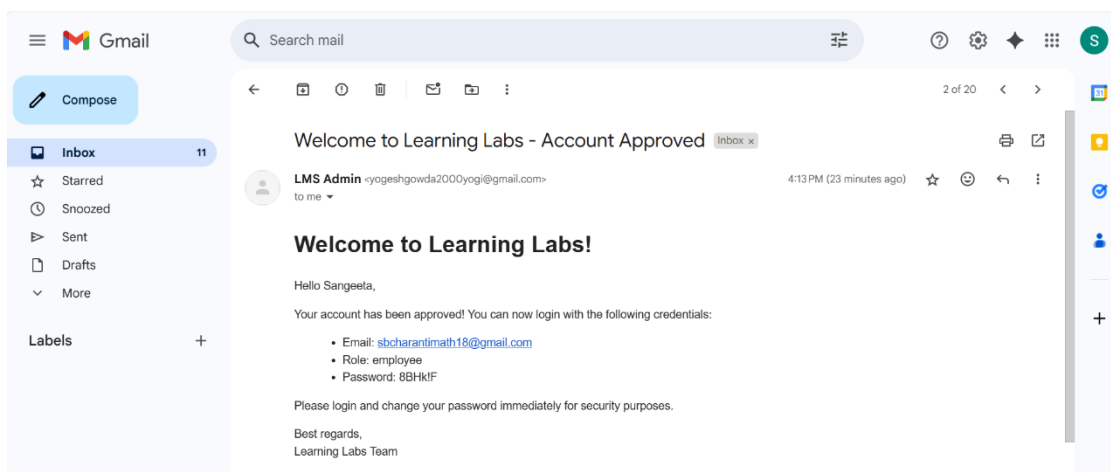 Gmail
Search mail
S
Compose
2 of 20
31
Inbox 11
Starred
Snoozed
Sent
Drafts
More
Labels
Welcome to Learning Labs - Account Approved Inbox x
LMS Admin <yogeshgowda2000yogi@gmail.com> 4:13 PM (23 minutes ago)
to me
Welcome to Learning Labs!
Hello Sangeeta,
Your account has been approved! You can now login with the following credentials:
• Email: sbcharantimath18@gmail.com
• Role: employee
• Password: 8BHk!F
Please login and change your password immediately for security purposes.
Best regards,
Learning Labs Team